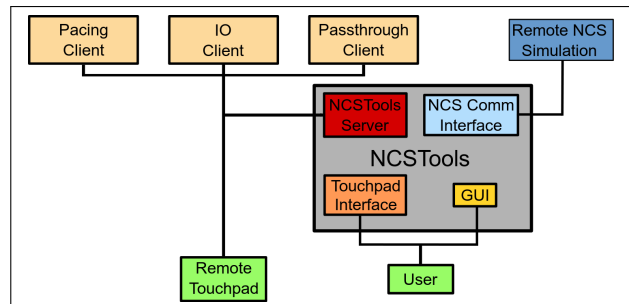 Pacing
Client
IO
Client
Passthrough
Client
Remote NCS
Simulation
NCSTools
Server
NCS Comm
Interface
NCSTools
Touchpad
Interface
GUI
Remote
Touchpad
User